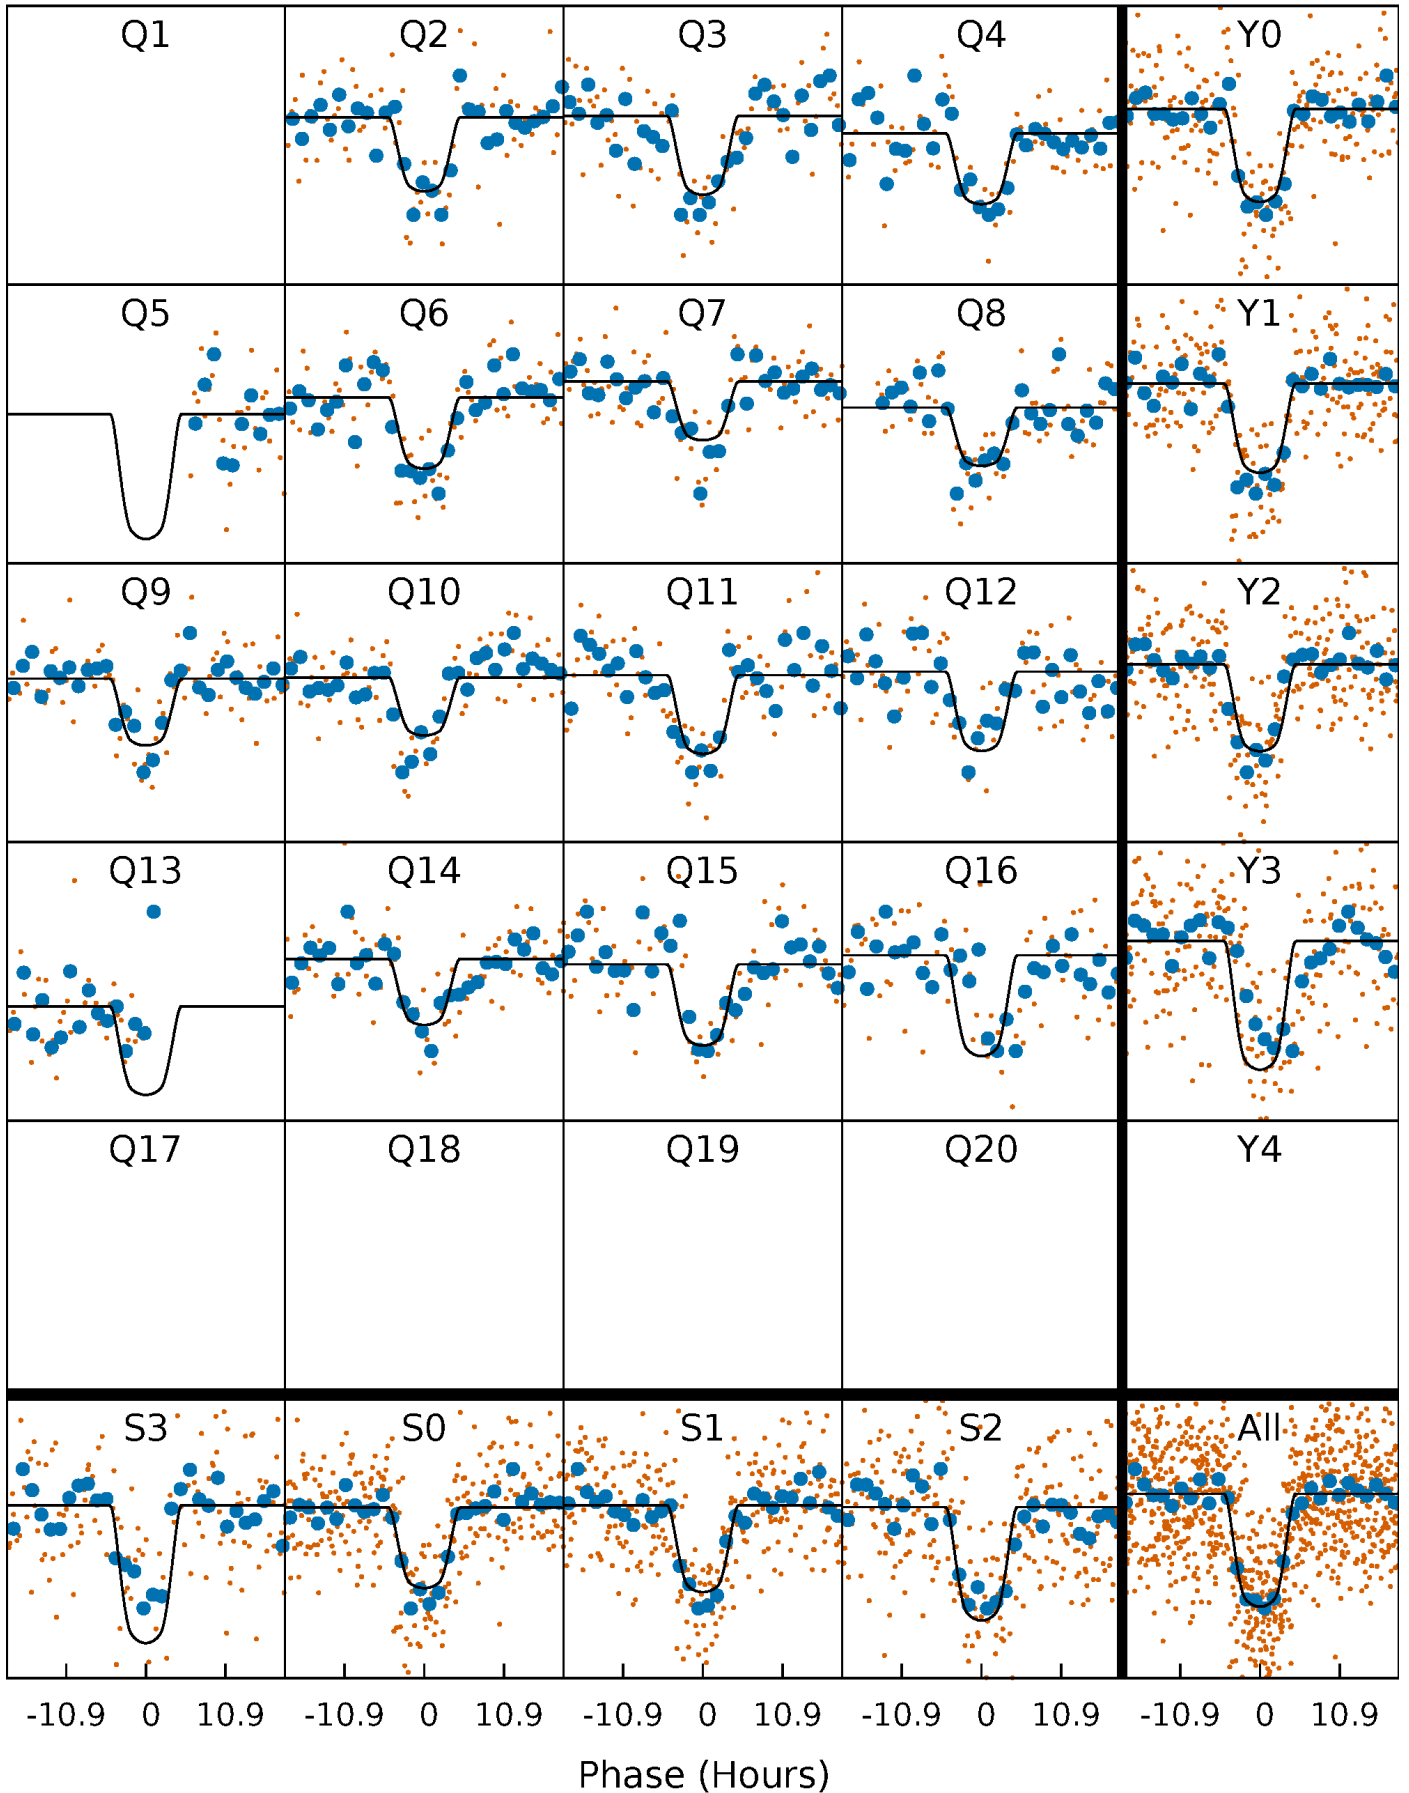 Q1 Q2 Q3 Q4 Y0
Q5 Q6 Q7 Q8 Y1
Q9 Q10 Q11 Q12 Y2
Q13 Q14 Q15 Q16 Y3
Q17 Q18 Q19 Q20 Y4
S3 S0 S1 S2 All
-10.9 0 10.9 -10.9 0 10.9 -10.9 0 10.9 -10.9 0 10.9 -10.9 0 10.9
Phase (Hours)